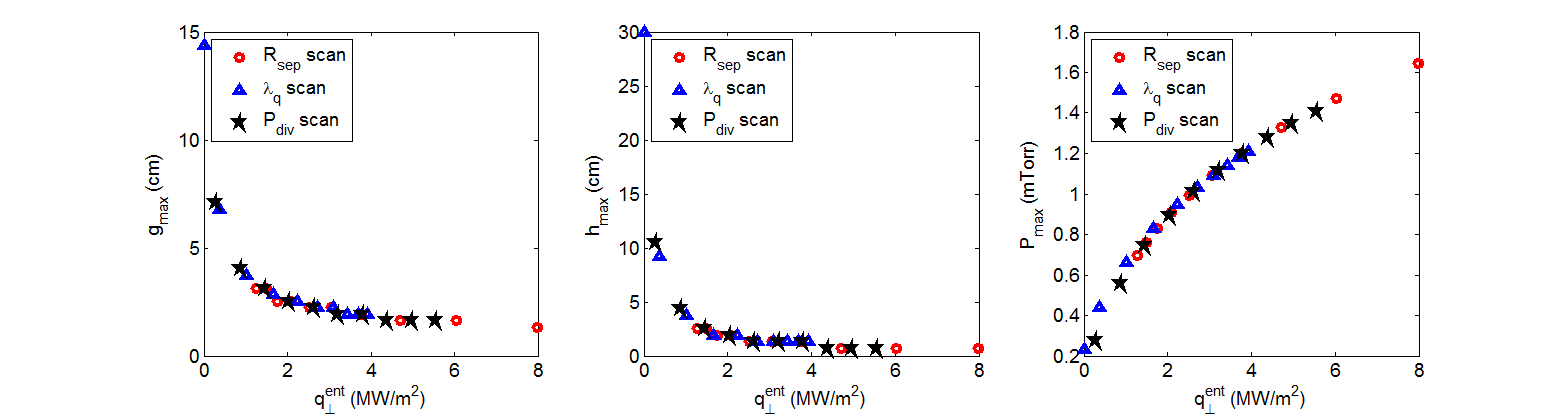 15
10
5
0
0 2 4 6 8
g_max (cm)
q_⊥^ent (MW/m^2)
R_sep scan
λ_q scan
P_div scan
30
25
20
15
10
5
0
0 2 4 6 8
h_max (cm)
q_⊥^ent (MW/m^2)
R_sep scan
λ_q scan
P_div scan
1.8
1.6
1.4
1.2
1
0.8
0.6
0.4
0.2
0 2 4 6 8
P_max (mTorr)
q_⊥^ent (MW/m^2)
R_sep scan
λ_q scan
P_div scan